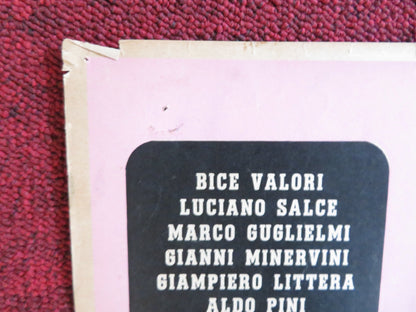 BICE VALORI
LUCIANO SALCE
MARCO GUGLIELMI
GIANNI MINERVINI
GIAMPIERO LITTERA
ALDO PINI